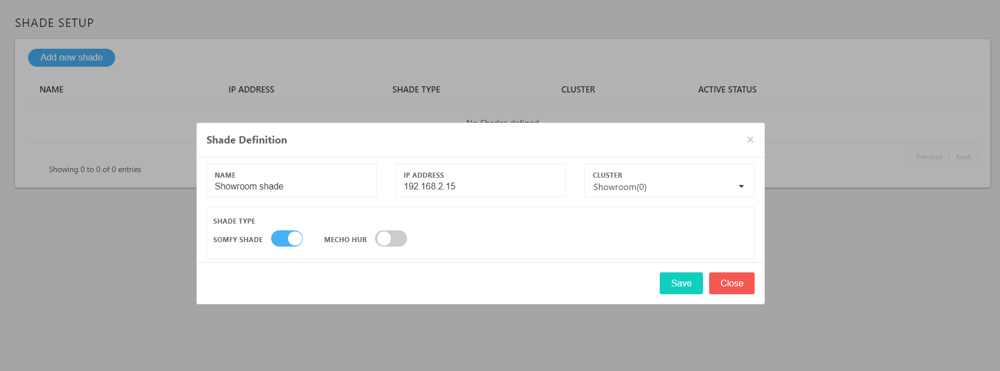 SHADE SETUP
Add new shade
NAME IP ADDRESS SHADE TYPE CLUSTER ACTIVE STATUS
No Shades defined
Shade Definition ×
NAME IP ADDRESS CLUSTER
Showroom shade 192.168.2.15 Showroom(0)
SHADE TYPE
SOMFY SHADE MECHO HUB
Save Close
Previous Next
Showing 0 to 0 of 0 entries